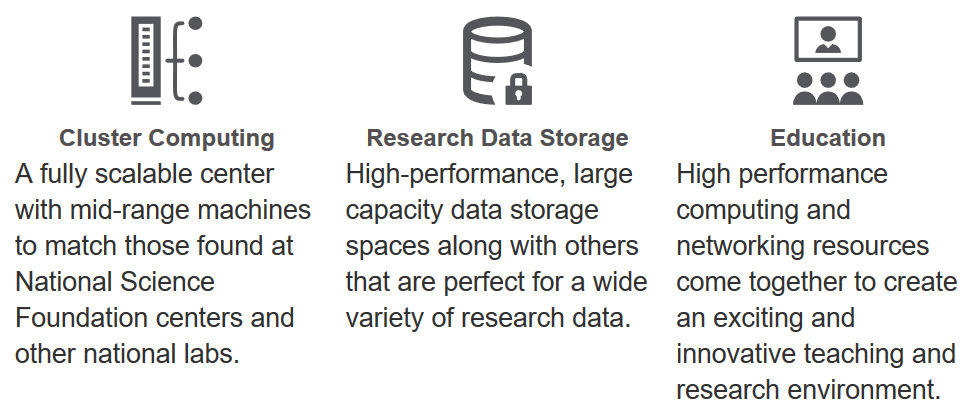 Cluster Computing
A fully scalable center
with mid-range machines
to match those found at
National Science
Foundation centers and
other national labs.
Research Data Storage
High-performance, large
capacity data storage
spaces along with others
that are perfect for a wide
variety of research data.
Education
High performance
computing and
networking resources
come together to create
an exciting and
innovative teaching and
research environment.